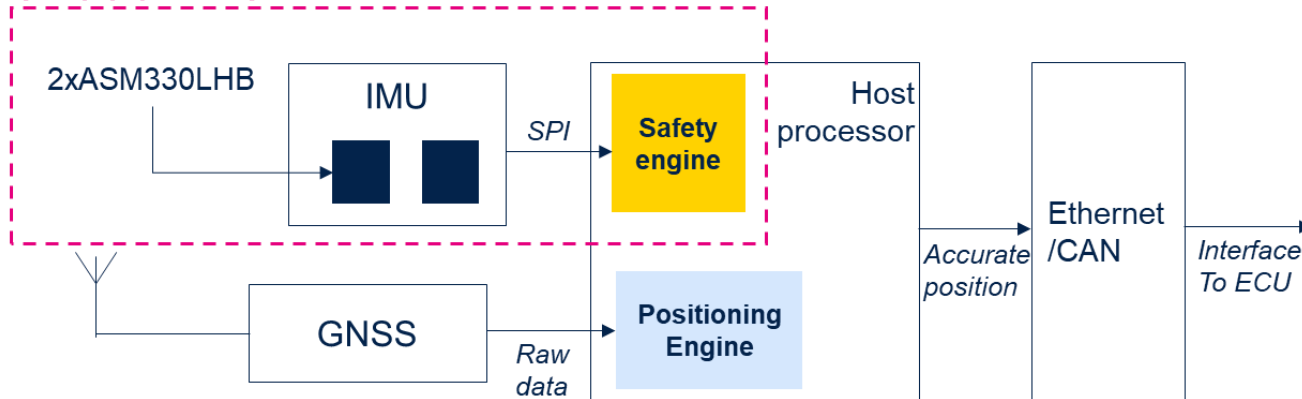 2xASM330LHB
IMU
SPI
Safety
engine
Host
processor
GNSS
Raw
data
Positioning
Engine
Accurate
position
Ethernet
/CAN
Interface
To ECU